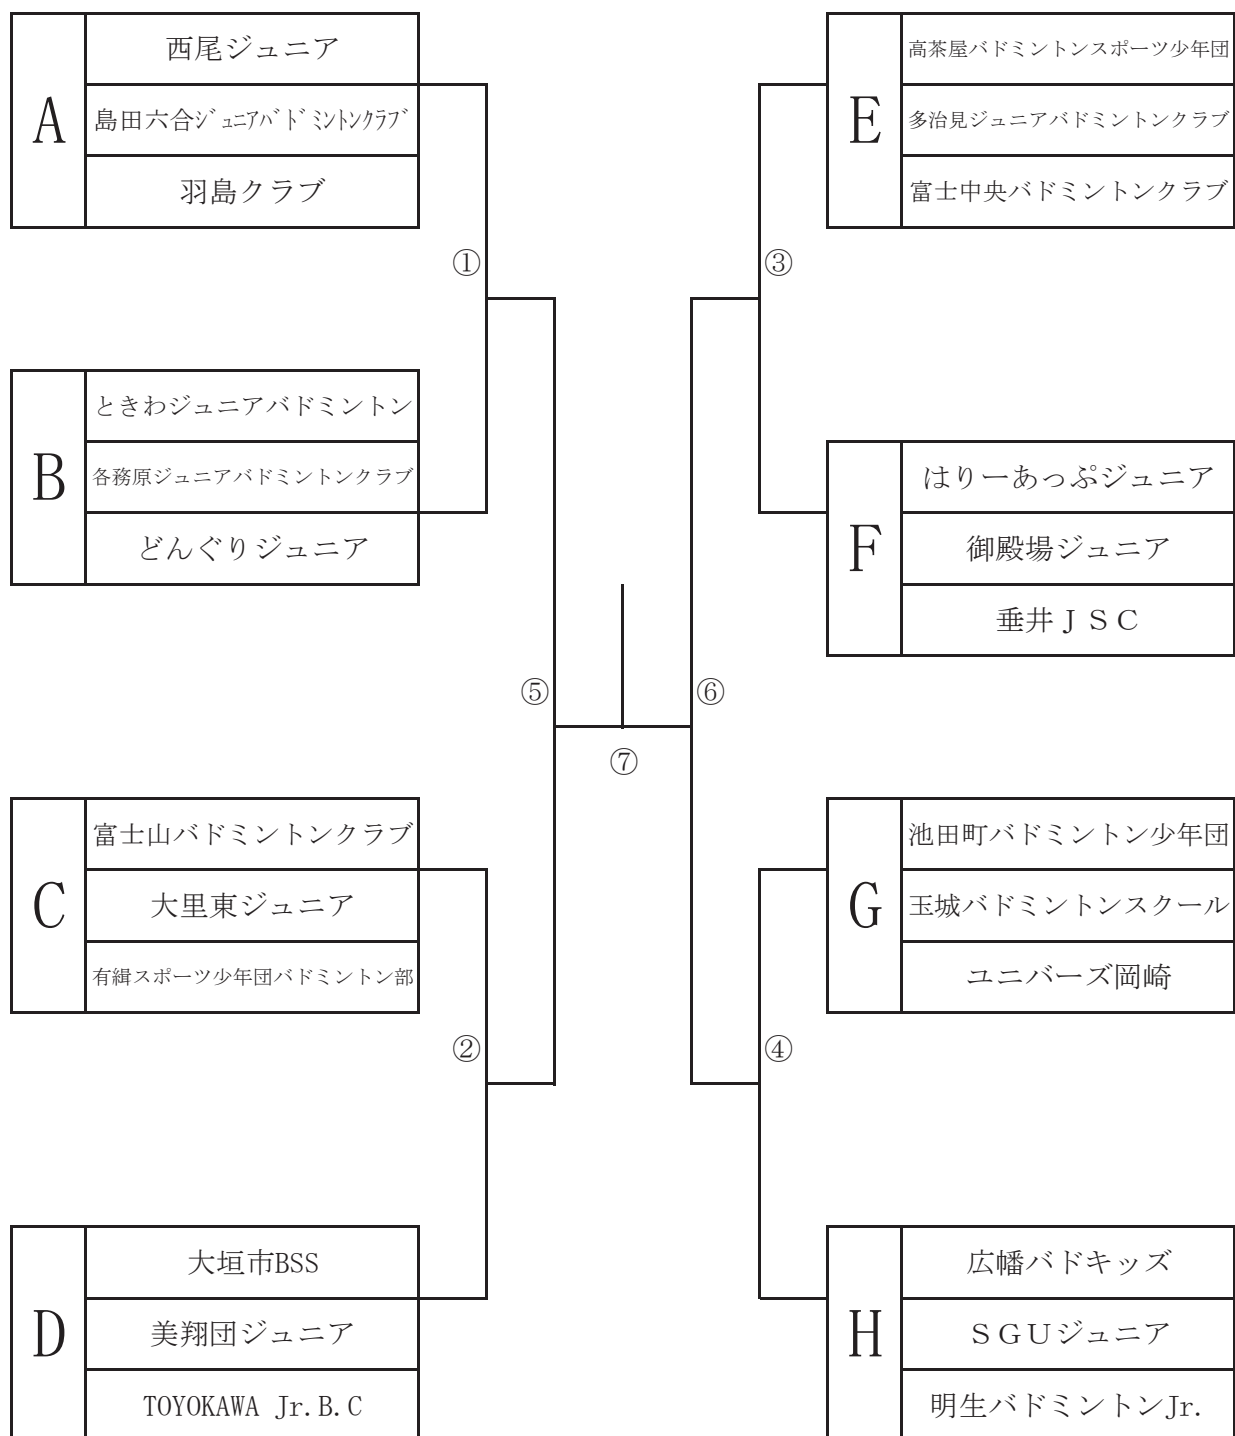 A
西尾ジュニア
島田六合ｼﾞｭﾆｱﾊﾞﾄﾞﾐﾝﾄﾝｸﾗﾌﾞ
羽島クラブ
①
B
ときわジュニアバドミントン
各務原ジュニアバドミントンクラブ
どんぐりジュニア
⑤
C
富士山バドミントンクラブ
大里東ジュニア
有緝スポーツ少年団バドミントン部
②
D
大垣市BSS
美翔団ジュニア
TOYOKAWA Jr.B.C
⑦
E
高茶屋バドミントンスポーツ少年団
多治見ジュニアバドミントンクラブ
富士中央バドミントンクラブ
③
F
はりーあっぷジュニア
御殿場ジュニア
垂井ＪＳＣ
⑥
G
池田町バドミントン少年団
玉城バドミントンスクール
ユニバーズ岡崎
④
H
広幡バドキッズ
ＳＧＵジュニア
明生バドミントンJr.